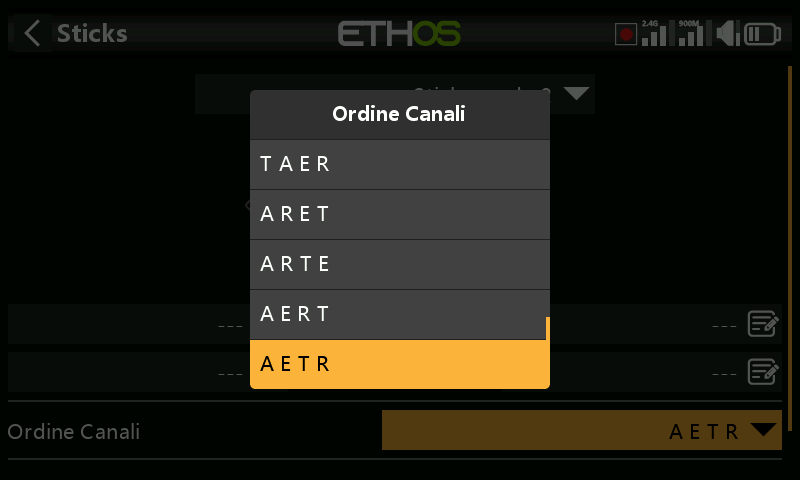 Sticks
ETHOS
2.4G
900M
Ordine Canali
T A E R
A R E T
A R T E
A E R T
A E T R
---
---
---
---
Ordine Canali
A E T R